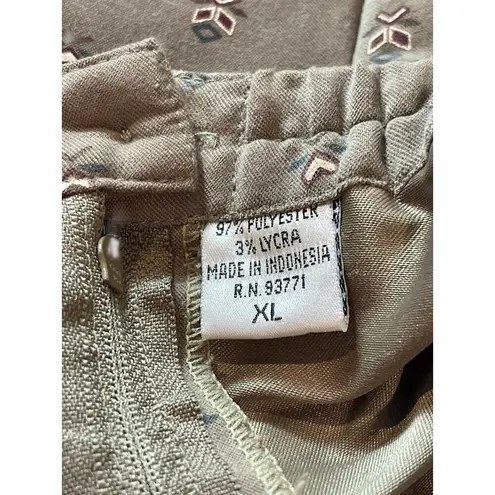 97% POLYESTER
3% LYCRA
MADE IN INDONESIA
R.N. 93771
XL